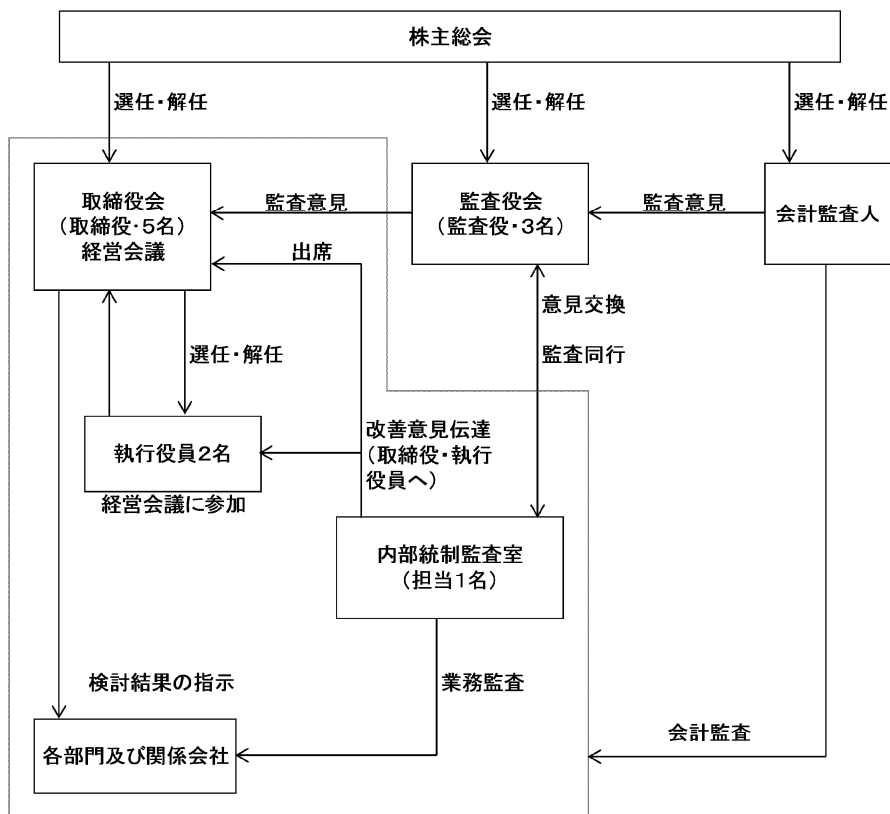 株主総会
選任・解任
選任・解任
選任・解任
取締役会
（取締役・5名）
経営会議
監査意見
監査役会
（監査役・3名）
監査意見
会計監査人
出席
意見交換
監査同行
選任・解任
執行役員2名
経営会議に参加
改善意見伝達
（取締役・執行
役員へ）
内部統制監査室
（担当1名）
検討結果の指示
業務監査
各部門及び関係会社
会計監査